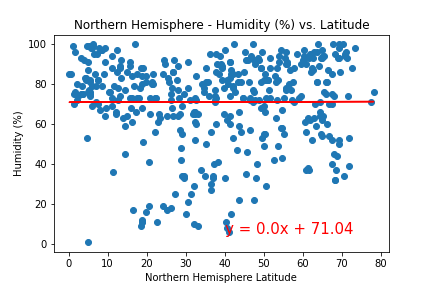 Northern Hemisphere - Humidity (%) vs. Latitude
100
80
60
40
20
0
Humidity (%)
y = 0.0x + 71.04
0 10 20 30 40 50 60 70 80
Northern Hemisphere Latitude